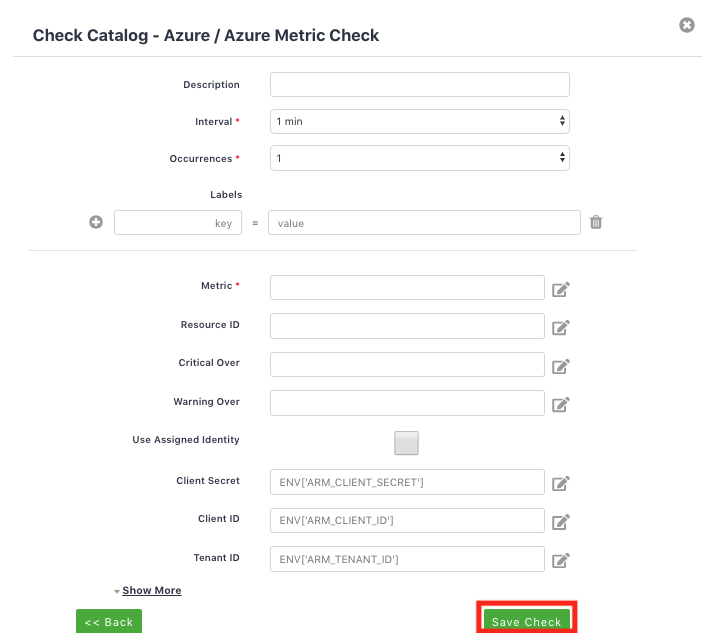 Check Catalog - Azure / Azure Metric Check
Description
Interval * 1 min
Occurrences * 1
Labels
key = value
Metric *
Resource ID
Critical Over
Warning Over
Use Assigned Identity
Client Secret ENV['ARM_CLIENT_SECRET']
Client ID ENV['ARM_CLIENT_ID']
Tenant ID ENV['ARM_TENANT_ID']
Show More
<< Back Save Check